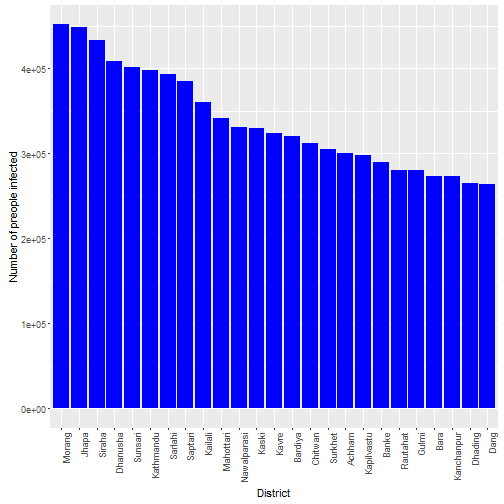 Number of preople infected
4e+05
3e+05
2e+05
1e+05
0e+00
Morang
Jhapa
Siraha
Dhanusha
Sunsari
Kathmandu
Sarlahi
Saptari
Kailali
Mahottari
Nawalparasi
Kaski
Kavre
Bardiya
Chitwan
Surkhet
Achham
Kapilvastu
Banke
Rautahat
Gulmi
Bara
Kanchanpur
Dhading
Dang
District